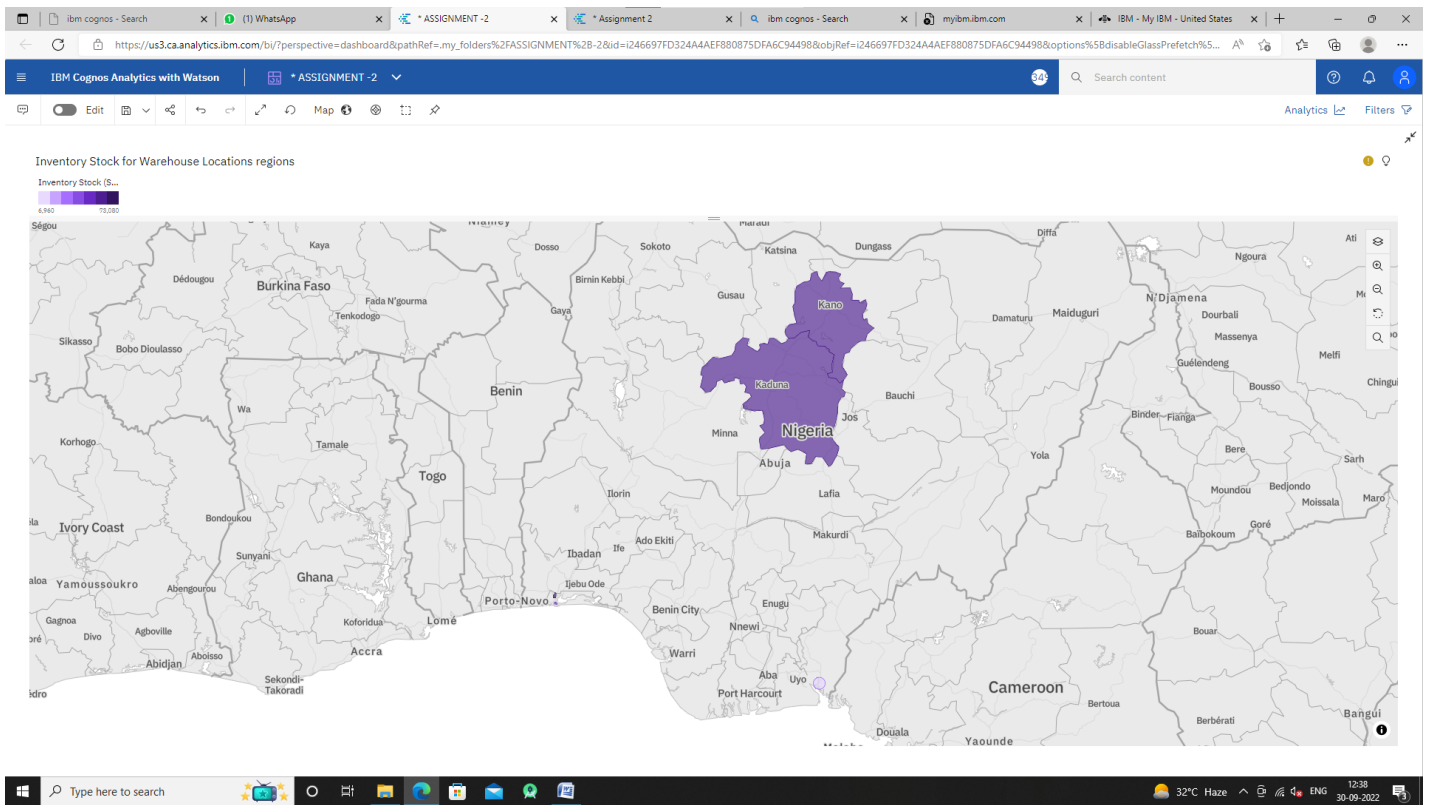 ibm cognos - Search
(1) WhatsApp
* ASSIGNMENT -2
* Assignment 2
ibm cognos - Search
myibm.ibm.com
IBM - My IBM - United States
https://us3.ca.analytics.ibm.com/bi/?perspective=dashboard&pathRef=.my_folders%2FASSIGNMENT%2B-2&id=i246697FD324A4AEF880875DFA6C94498&objRef=i246697FD324A4AEF880875DFA6C94498&options%5BdisableGlassPrefetch%5...
IBM Cognos Analytics with Watson
* ASSIGNMENT -2
Search content
Edit
Map
Analytics
Filters
Inventory Stock for Warehouse Locations regions
Inventory Stock (S...
6,960 78,080
Ségou
Niamey
Maradi
Diffa
Ati
Kaya
Dosso
Sokoto
Katsina
Dungass
Ngoura
Dédougou
Burkina Faso
Birnin Kebbi
Gusau
Kano
N'Djamena
Fada N'gourma
Tenkodogo
Gaya
Damaturu
Maiduguri
Dourbali
Sikasso
Bobo Dioulasso
Massenya
Melfi
Guélendeng
Benin
Kaduna
Bauchi
Bousso
Chingui
Wa
Jos
Binder
Fianga
Korhogo
Tamale
Minna
Nigeria
Bere
Togo
Abuja
Yola
Sarh
Ilorin
Lafia
Moundou
Bedjondo
Moissala
Maro
Ivory Coast
Bondoukou
Makurdi
Goré
Baïbokoum
Sunyani
Ibadan
Ife
Ado Ekiti
Yamoussoukro
Abengourou
Ghana
Ijebu Ode
Porto-Novo
Benin City
Enugu
Gagnoa
Divo
Agboville
Koforidua
Lomé
Nnewi
Bouar
Abidjan
Aboisso
Accra
Warri
Sekondi-
Takoradi
Aba
Uyo
Port Harcourt
Cameroon
Bertoua
Berbérati
Bangui
Douala
Yaounde
Type here to search
32°C Haze
ENG
12:38
30-09-2022